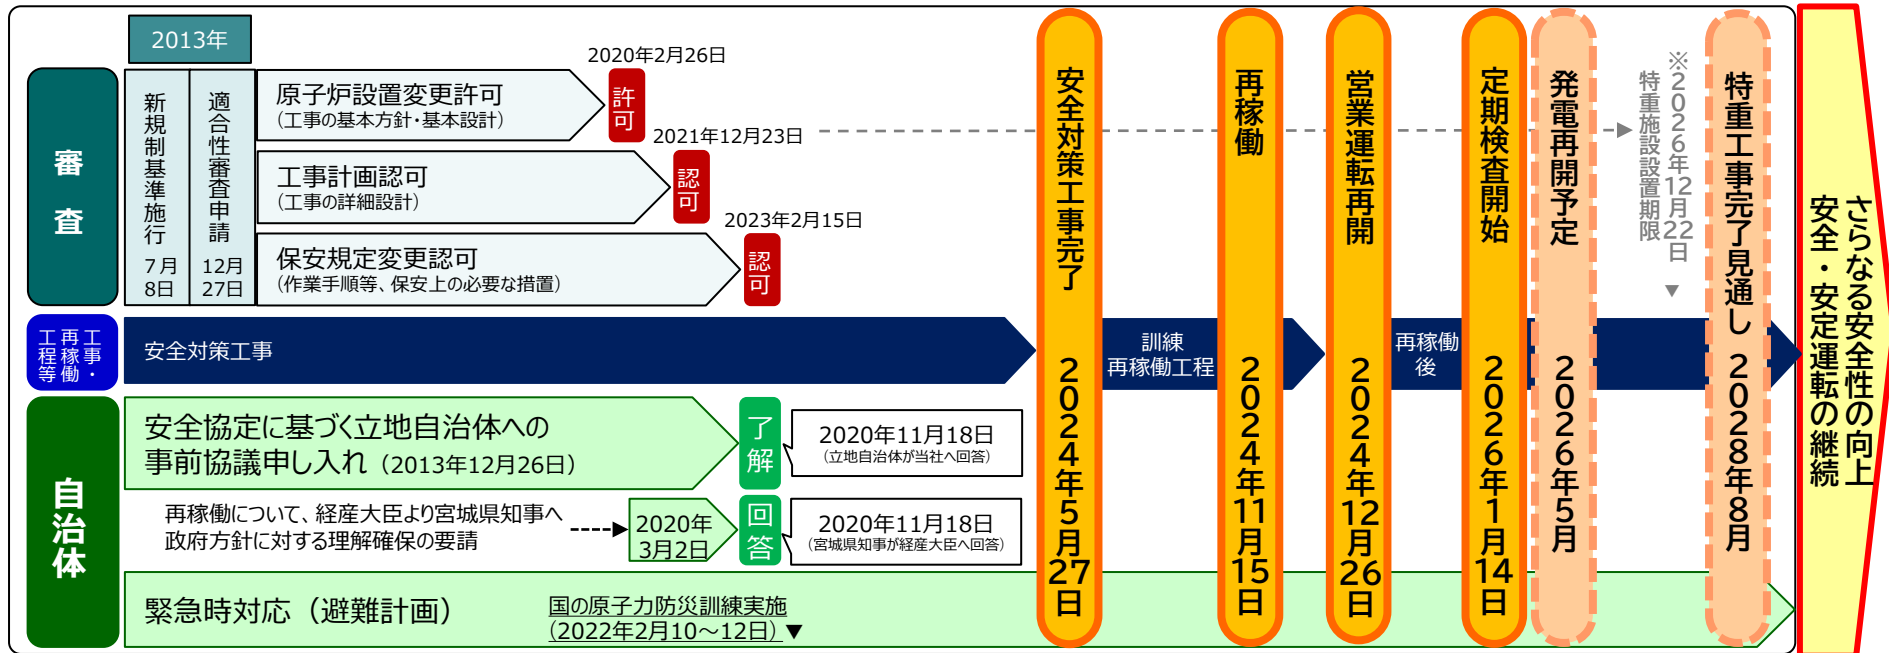 2013年
審査
新規制基準施行
7月
8日
適合性審査申請
12月
27日
原子炉設置変更許可
(工事の基本方針・基本設計)
2020年2月26日
許可
工事計画認可
(工事の詳細設計)
2021年12月23日
認可
保安規定変更認可
(作業手順等、保安上の必要な措置)
2023年2月15日
認可
工事・
再稼働
工程等
安全対策工事
訓練
再稼働工程
再稼働
後
自治体
安全協定に基づく立地自治体への
事前協議申し入れ(2013年12月26日)
了解
2020年11月18日
(立地自治体が当社へ回答)
再稼働について、経産大臣より宮城県知事へ
政府方針に対する理解確保の要請
2020年
3月2日
回答
2020年11月18日
(宮城県知事が経産大臣へ回答)
緊急時対応(避難計画)
国の原子力防災訓練実施
(2022年2月10~12日)▼
安全対策工事完了 2024年5月27日
再稼働 2024年11月15日
営業運転再開 2024年12月26日
定期検査開始 2026年1月14日
発電再開予定 2026年5月
※2026年12月22日
特重施設設置期限 ▼
特重工事完了見通し 2028年8月
さらなる安全性の向上
安全・安定運転の継続